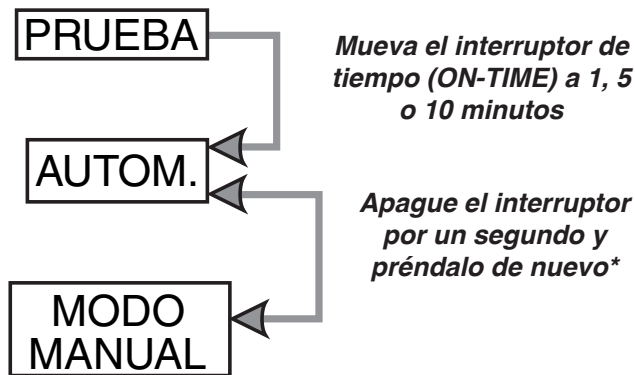 PRUEBA
Mueva el interruptor de
tiempo (ON-TIME) a 1, 5
o 10 minutos
AUTOM.
Apague el interruptor
por un segundo y
préndalo de nuevo*
MODO
MANUAL